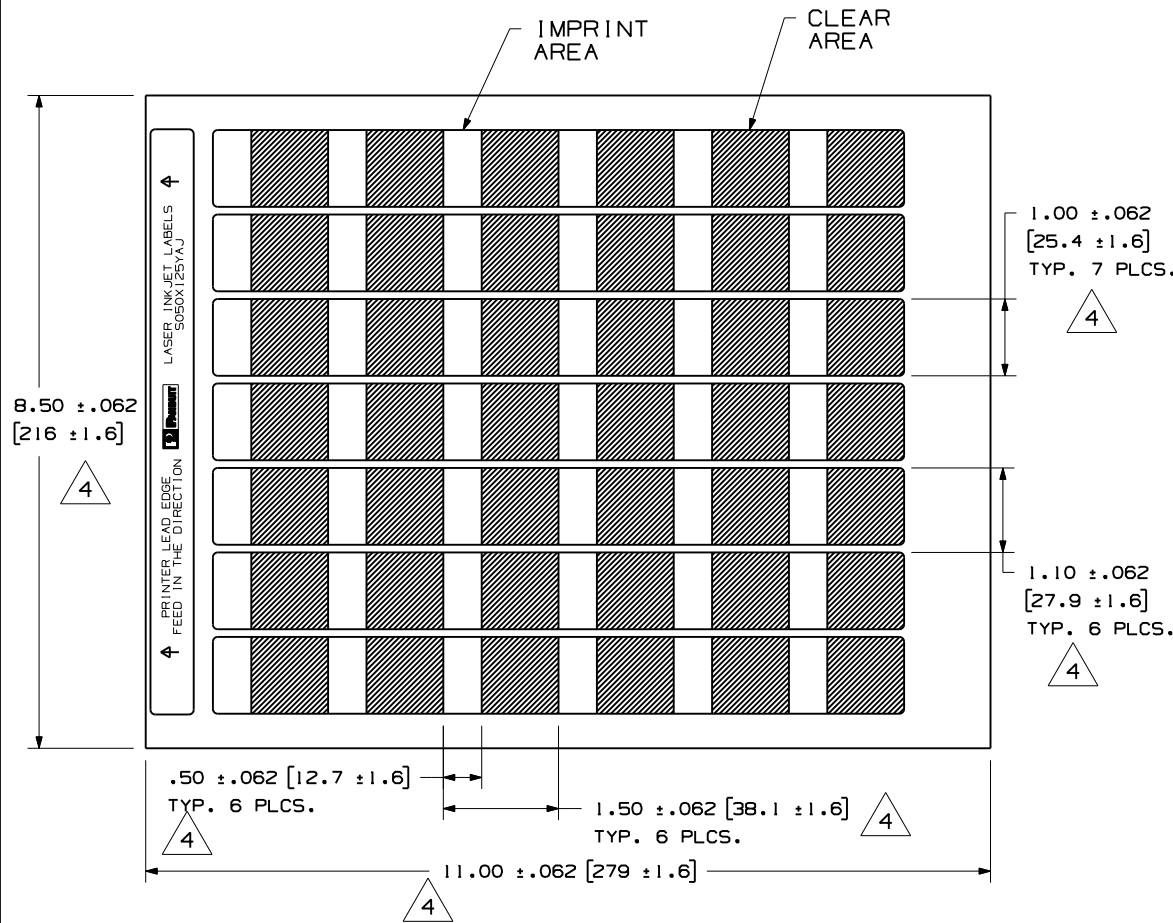 IMPRINT
AREA
CLEAR
AREA
LASER INKJET LABELS
S050X125YAJ
PANDUIT
PRINTER LEAD EDGE
FEED IN THE DIRECTION
8.50 ±.062
[216 ±1.6]
4
1.00 ±.062
[25.4 ±1.6]
TYP. 7 PLCS.
4
1.10 ±.062
[27.9 ±1.6]
TYP. 6 PLCS.
4
.50 ±.062 [12.7 ±1.6]
TYP. 6 PLCS.
4
1.50 ±.062 [38.1 ±1.6]
TYP. 6 PLCS.
4
11.00 ±.062 [279 ±1.6]
4